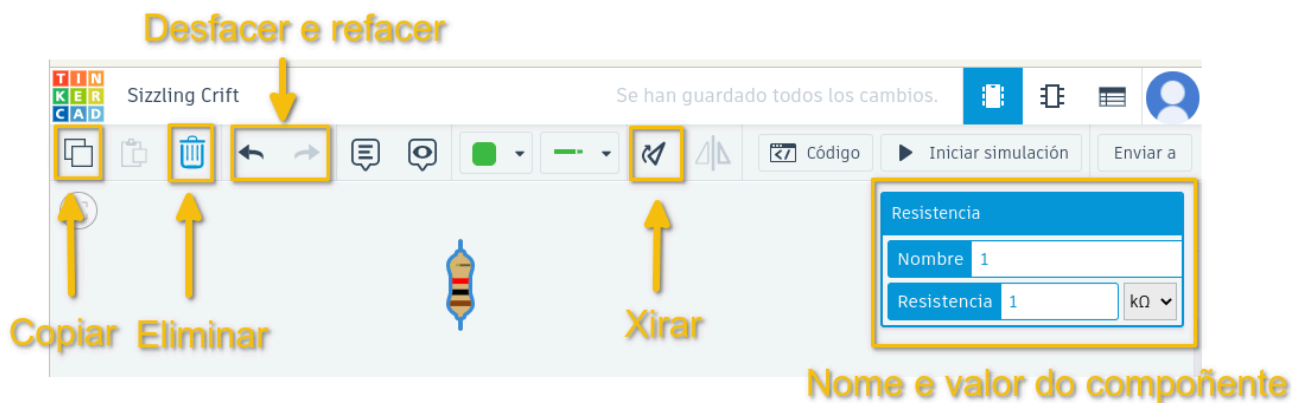 Desfacer e refacer
TIN
KER
CAD
Sizzling Crift
Se han guardado todos los cambios.
Código
Iniciar simulación
Enviar a
Resistencia
Nombre 1
Resistencia 1 kΩ
Copiar
Eliminar
Xirar
Nome e valor do compoñente